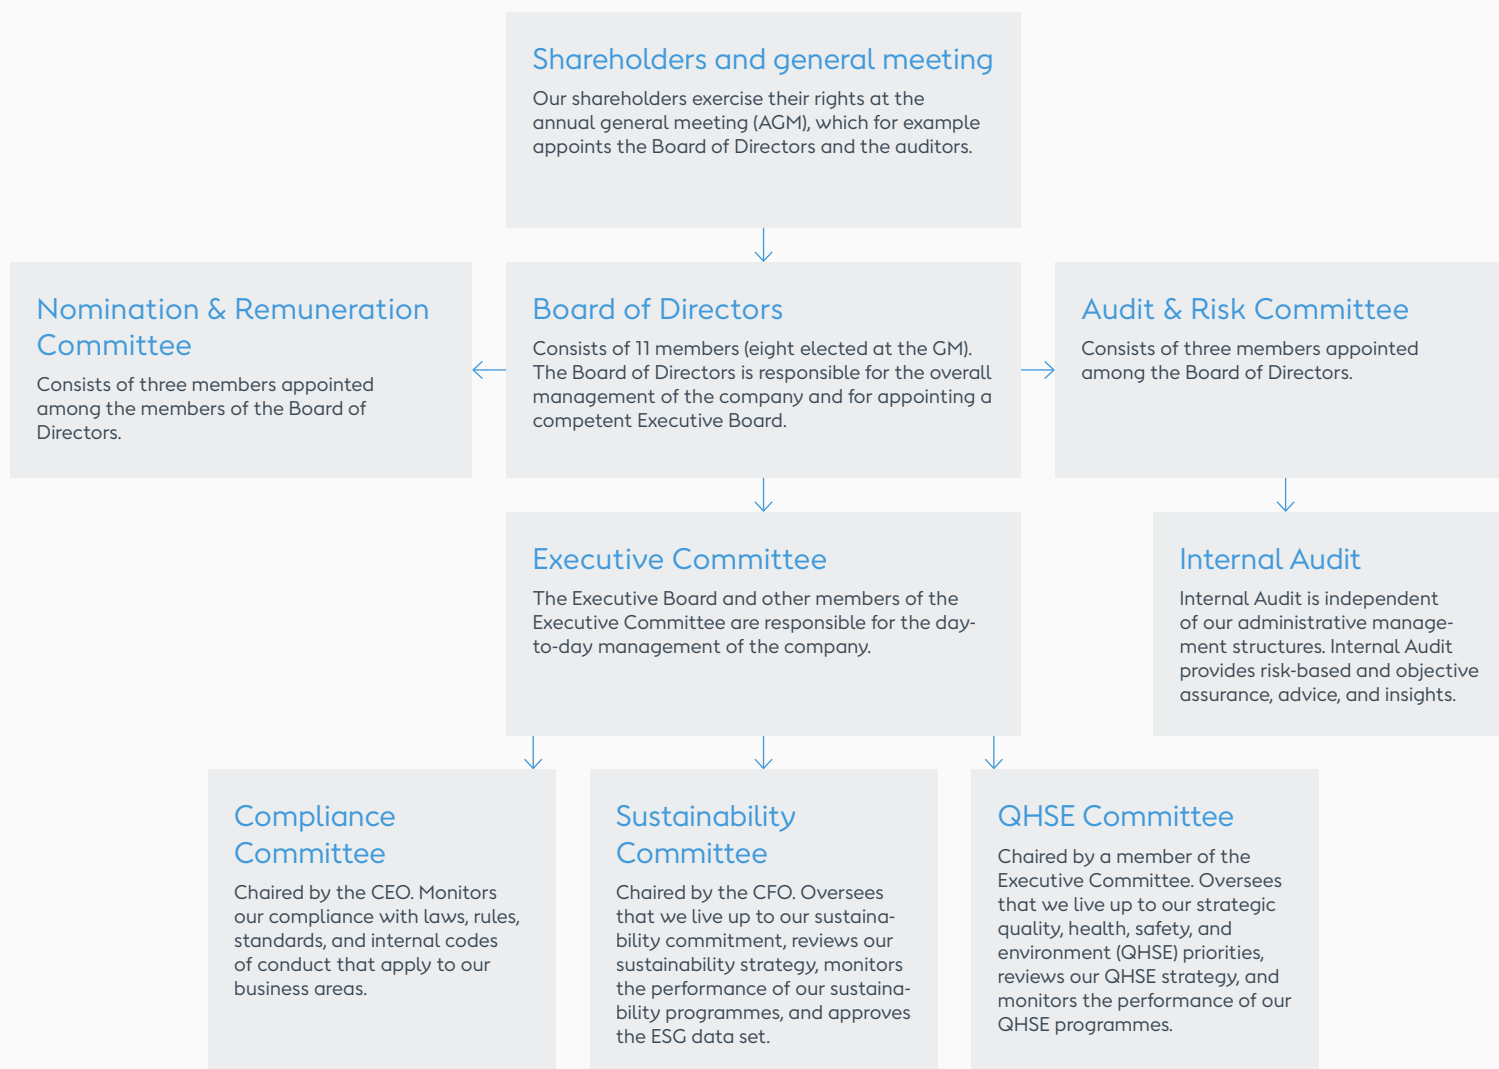 Shareholders and general meeting
Our shareholders exercise their rights at the
annual general meeting (AGM), which for example
appoints the Board of Directors and the auditors.
Nomination & Remuneration
Committee
Consists of three members appointed
among the members of the Board of
Directors.
Board of Directors
Consists of 11 members (eight elected at the GM).
The Board of Directors is responsible for the overall
management of the company and for appointing a
competent Executive Board.
Audit & Risk Committee
Consists of three members appointed
among the Board of Directors.
Executive Committee
The Executive Board and other members of the
Executive Committee are responsible for the day-
to-day management of the company.
Internal Audit
Internal Audit is independent
of our administrative manage-
ment structures. Internal Audit
provides risk-based and objective
assurance, advice, and insights.
Compliance
Committee
Chaired by the CEO. Monitors
our compliance with laws, rules,
standards, and internal codes
of conduct that apply to our
business areas.
Sustainability
Committee
Chaired by the CFO. Oversees
that we live up to our sustaina-
bility commitment, reviews our
sustainability strategy, monitors
the performance of our sustaina-
bility programmes, and approves
the ESG data set.
QHSE Committee
Chaired by a member of the
Executive Committee. Oversees
that we live up to our strategic
quality, health, safety, and
environment (QHSE) priorities,
reviews our QHSE strategy, and
monitors the performance of our
QHSE programmes.